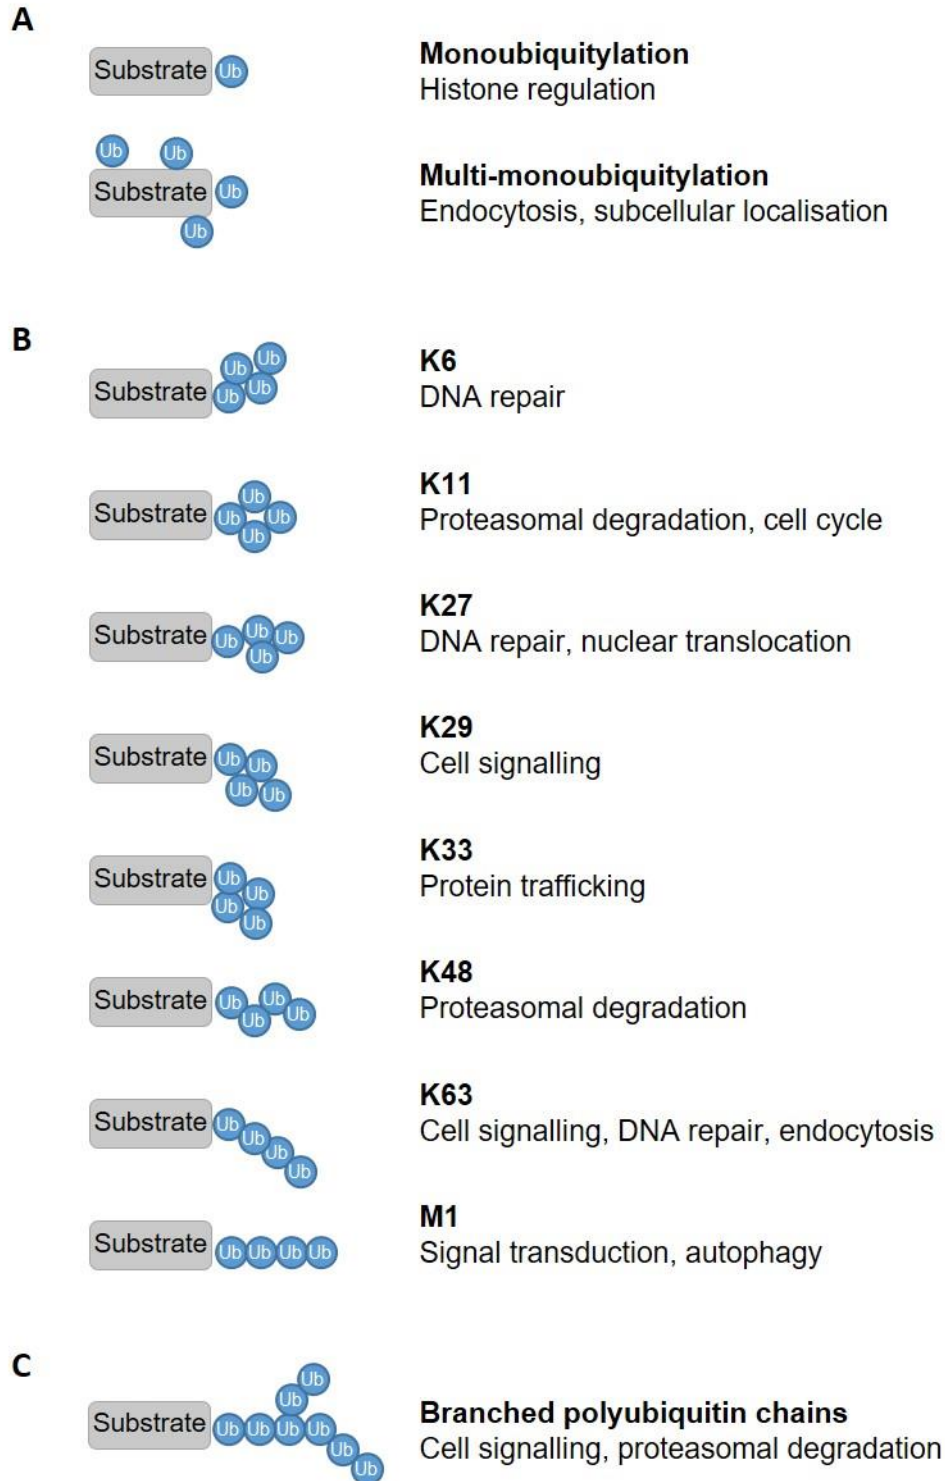 A
Substrate Ub
Monoubiquitylation
Histone regulation
Ub Ub
Substrate Ub
Ub
Multi-monoubiquitylation
Endocytosis, subcellular localisation
B
Substrate Ub Ub Ub Ub
K6
DNA repair
Substrate Ub Ub Ub Ub
K11
Proteasomal degradation, cell cycle
Substrate Ub Ub Ub Ub
K27
DNA repair, nuclear translocation
Substrate Ub Ub Ub Ub
K29
Cell signalling
Substrate Ub Ub Ub Ub
K33
Protein trafficking
Substrate Ub Ub Ub Ub
K48
Proteasomal degradation
Substrate Ub Ub Ub Ub
K63
Cell signalling, DNA repair, endocytosis
Substrate Ub Ub Ub Ub
M1
Signal transduction, autophagy
C
Ub
Ub
Substrate Ub Ub Ub Ub
Ub
Ub
Branched polyubiquitin chains
Cell signalling, proteasomal degradation